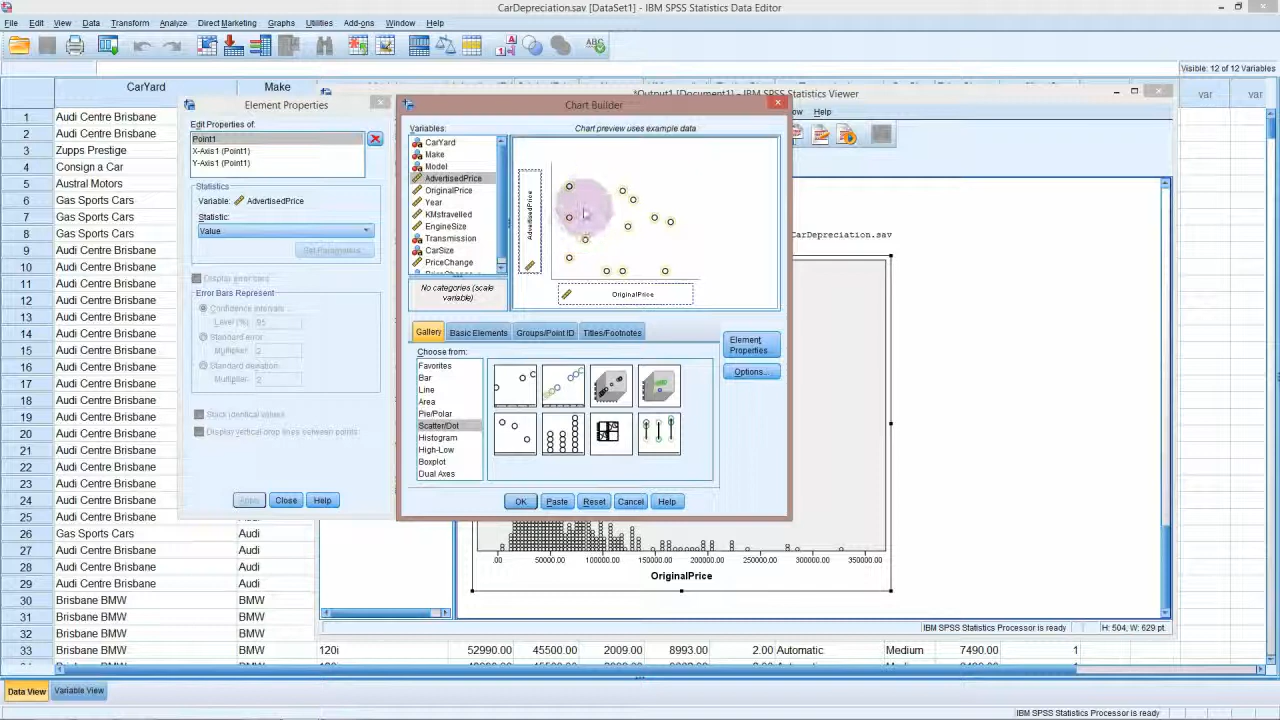 CarDepreciation.sav [DataSet1] - IBM SPSS Statistics Data Editor
File Edit View Data Transform Analyze Direct Marketing Graphs Utilities Add-ons Window Help
Visible: 12 of 12 Variables
CarYard Make var var
*Output1 [Document1] - IBM SPSS Statistics Viewer
Help
CarDepreciation.sav
1 Audi Centre Brisbane
2 Audi Centre Brisbane
3 Zupps Prestige
4 Consign a Car
5 Austral Motors
6 Gas Sports Cars
7 Gas Sports Cars
8 Gas Sports Cars
9 Audi Centre Brisbane
10 Audi Centre Brisbane
11 Audi Centre Brisbane
12 Audi Centre Brisbane
13 Audi Centre Brisbane
14 Audi Centre Brisbane
15 Audi Centre Brisbane
16 Audi Centre Brisbane
17 Audi Centre Brisbane
18 Audi Centre Brisbane
19 Audi Centre Brisbane
20 Audi Centre Brisbane
21 Audi Centre Brisbane
22 Audi Centre Brisbane
23 Audi Centre Brisbane
24 Audi Centre Brisbane
25 Audi Centre Brisbane Audi
26 Gas Sports Cars Audi
27 Audi Centre Brisbane Audi
28 Audi Centre Brisbane Audi
29 Audi Centre Brisbane Audi
30 Brisbane BMW BMW
31 Brisbane BMW BMW
32 Brisbane BMW BMW
33 Brisbane BMW BMW 120i 52990.00 45500.00 2009.00 8993.00 2.00 Automatic Medium 7490.00 1
Element Properties
Edit Properties of:
Point1
X-Axis1 (Point1)
Y-Axis1 (Point1)
Statistics
Variable: AdvertisedPrice
Statistic:
Value
Set Parameters...
Display error bars
Error Bars Represent
Confidence intervals
Level (%): 95
Standard error
Multiplier: 2
Standard deviation
Multiplier: 2
Stack identical values
Display vertical drop lines between points
Apply Close Help
Chart Builder
Variables:
CarYard
Make
Model
AdvertisedPrice
OriginalPrice
Year
KMstravelled
EngineSize
Transmission
CarSize
PriceChange
No categories (scale
variable)
Chart preview uses example data
AdvertisedPrice
OriginalPrice
Gallery Basic Elements Groups/Point ID Titles/Footnotes
Element
Properties
Options...
Choose from:
Favorites
Bar
Line
Area
Pie/Polar
Scatter/Dot
Histogram
High-Low
Boxplot
Dual Axes
OK Paste Reset Cancel Help
.00 50000.00 100000.00 150000.00 200000.00 250000.00 300000.00 350000.00
OriginalPrice
IBM SPSS Statistics Processor is ready H: 504, W: 629 pt.
Data View Variable View
IBM SPSS Statistics Processor is ready